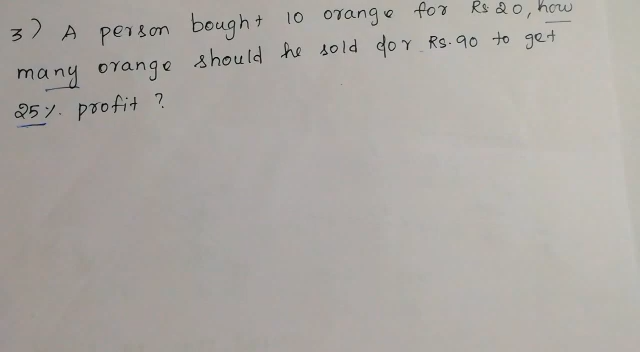 3) A person bought 10 orange for Rs 20, how
many orange should he sold for Rs. 90 to get
25%. profit ?